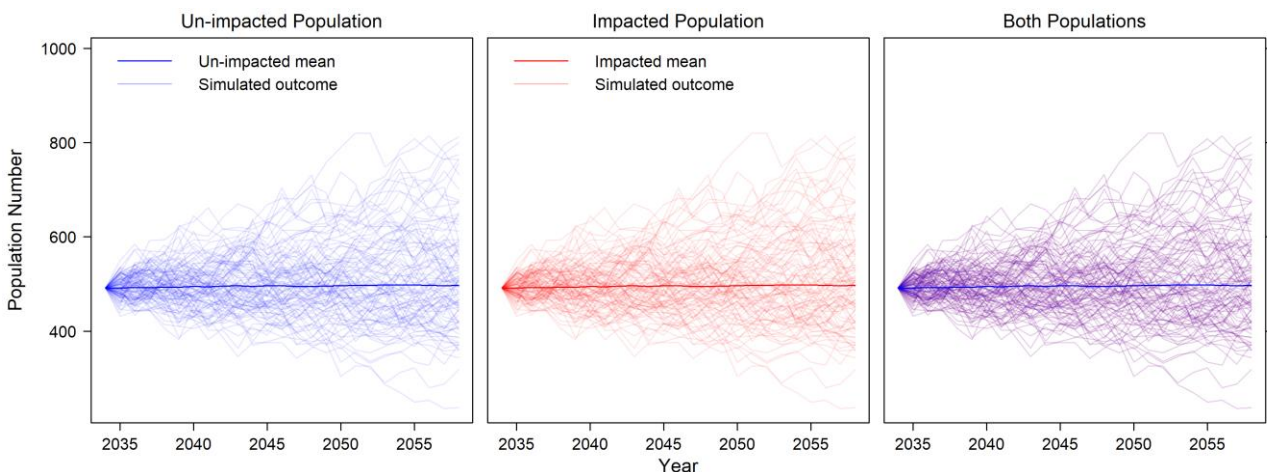 Un-impacted Population
Impacted Population
Both Populations
Un-impacted mean
Simulated outcome
Impacted mean
Simulated outcome
Population Number
1000
800
600
400
2035 2040 2045 2050 2055
2035 2040 2045 2050 2055
2035 2040 2045 2050 2055
Year